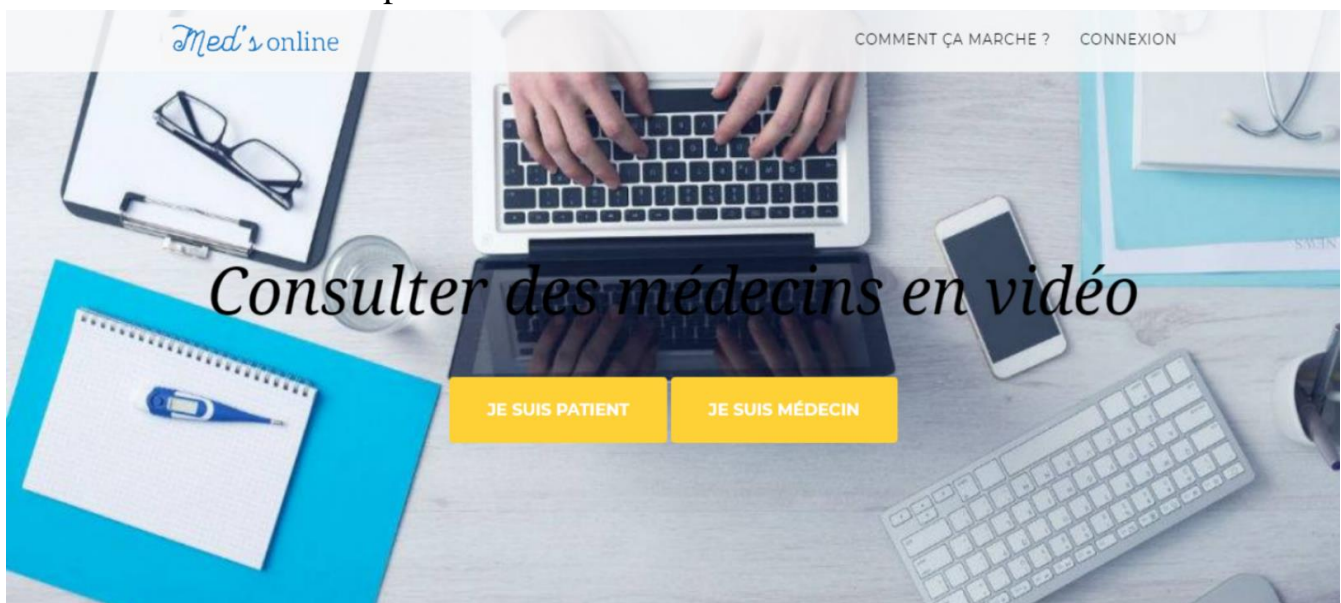 Med's online
COMMENT ÇA MARCHE ?
CONNEXION
Consulter des médecins en vidéo
JE SUIS PATIENT
JE SUIS MÉDECIN